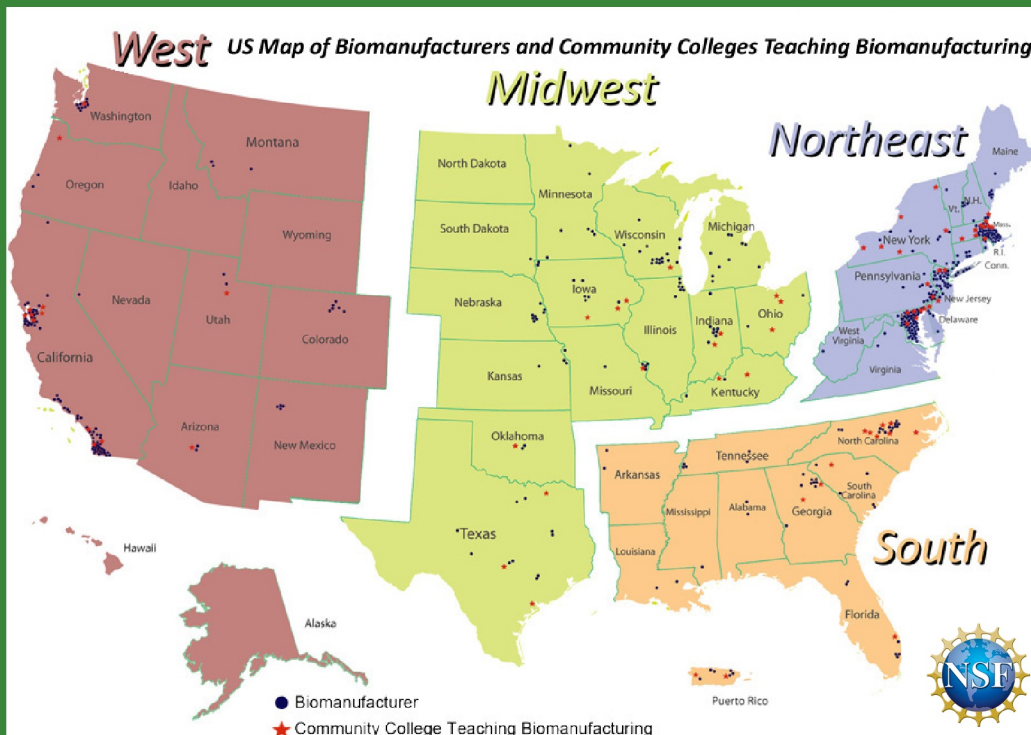 West
US Map of Biomanufacturers and Community Colleges Teaching Biomanufacturing
Midwest
Northeast
Washington
Montana
Oregon
Idaho
Wyoming
Nevada
Utah
Colorado
California
Arizona
New Mexico
Hawaii
Alaska
North Dakota
Minnesota
South Dakota
Wisconsin
Michigan
Nebraska
Iowa
Illinois
Indiana
Ohio
Kansas
Missouri
Kentucky
Oklahoma
Texas
Maine
Vt.
N.H.
New York
Mass.
R.I.
Conn.
Pennsylvania
New Jersey
Delaware
West
Virginia
Virginia
North Carolina
Tennessee
Arkansas
South
Carolina
Mississippi
Alabama
Georgia
Louisiana
South
Florida
Puerto Rico
NSF
Biomanufacturer
Community College Teaching Biomanufacturing